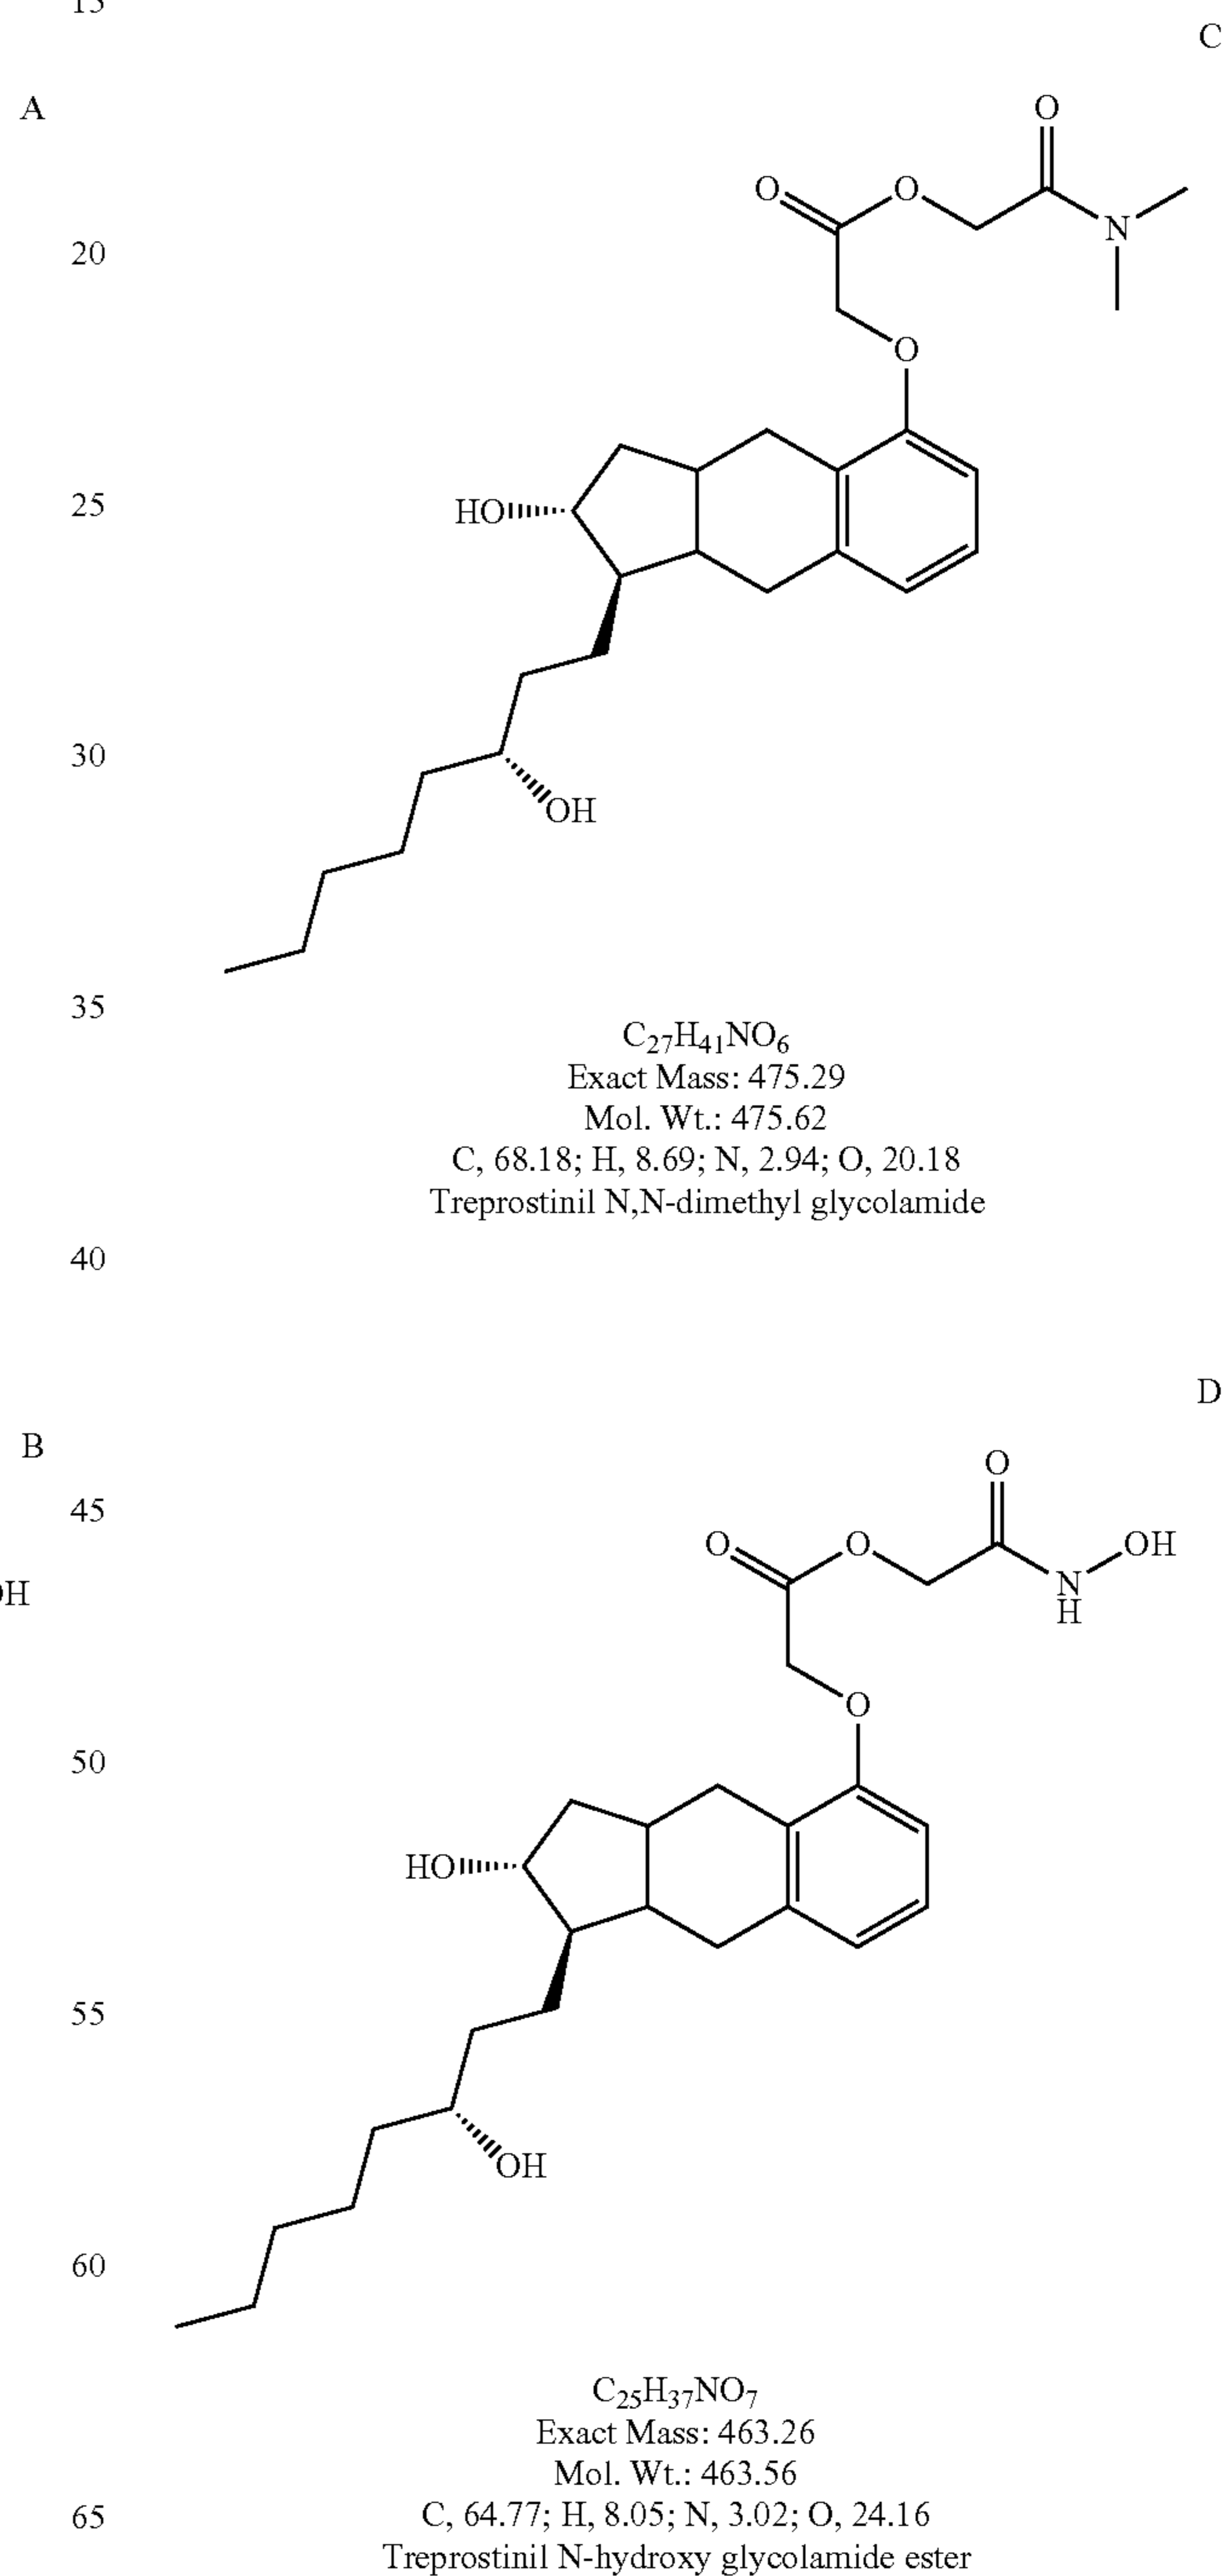 C
A
O
O
O
N
20
O
25
HO
30
OH
35
C27H41NO6
Exact Mass: 475.29
Mol. Wt.: 475.62
C, 68.18; H, 8.69; N, 2.94; O, 20.18
Treprostinil N,N-dimethyl glycolamide
40
D
B
O
45
O
O
OH
N
H
O
50
HO
55
OH
60
C25H37NO7
Exact Mass: 463.26
Mol. Wt.: 463.56
65
C, 64.77; H, 8.05; N, 3.02; O, 24.16
Treprostinil N-hydroxy glycolamide ester